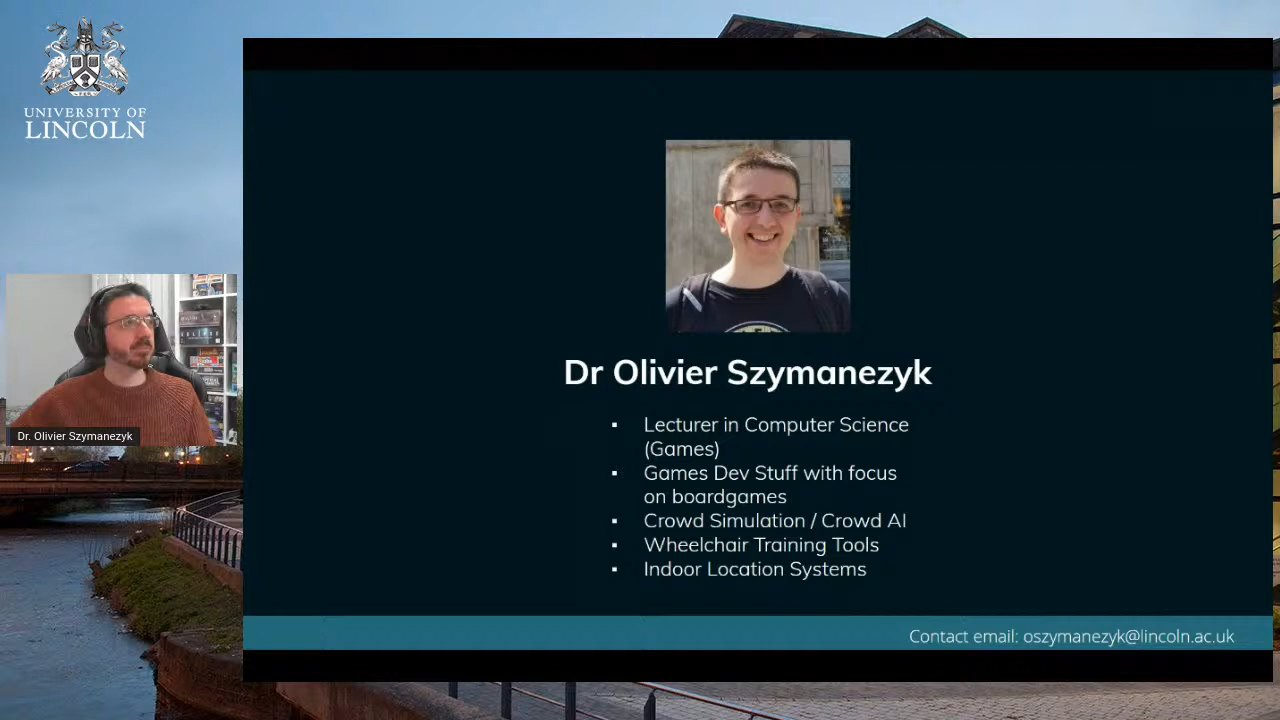 UNIVERSITY OF
LINCOLN
Dr Olivier Szymanezyk
▪ Lecturer in Computer Science
(Games)
▪ Games Dev Stuff with focus
on boardgames
▪ Crowd Simulation / Crowd AI
▪ Wheelchair Training Tools
▪ Indoor Location Systems
Dr. Olivier Szymanezyk
Contact email: oszymanezyk@lincoln.ac.uk